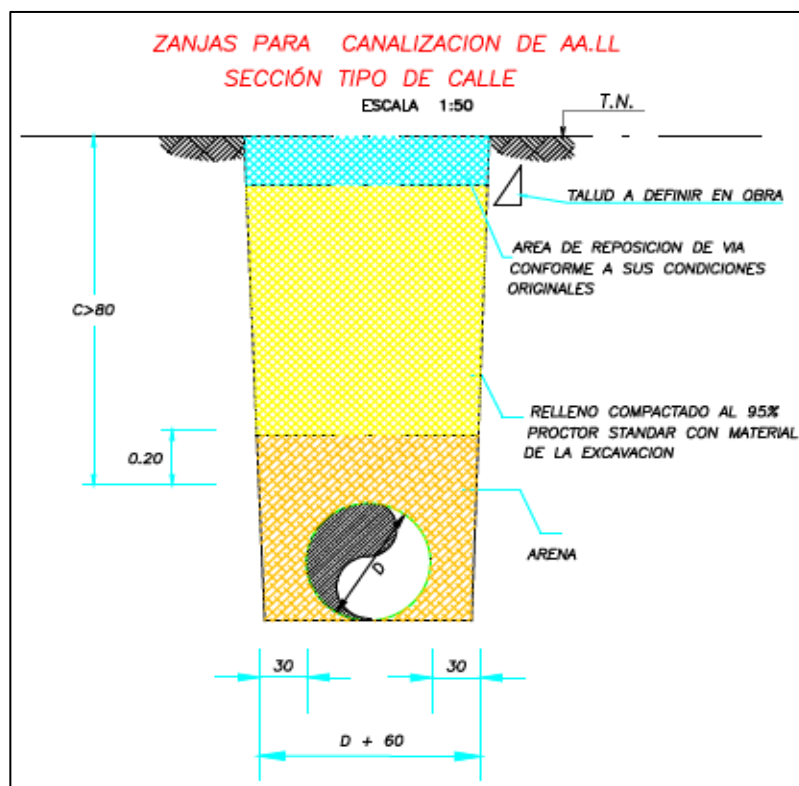 ZANJAS PARA CANALIZACION DE AA.LL
SECCIÓN TIPO DE CALLE
ESCALA 1:50
T.N.
TALUD A DEFINIR EN OBRA
AREA DE REPOSICION DE VIA
CONFORME A SUS CONDICIONES
ORIGINALES
C>80
RELLENO COMPACTADO AL 95%
PROCTOR STANDAR CON MATERIAL
DE LA EXCAVACION
0.20
ARENA
D
30
30
D + 60